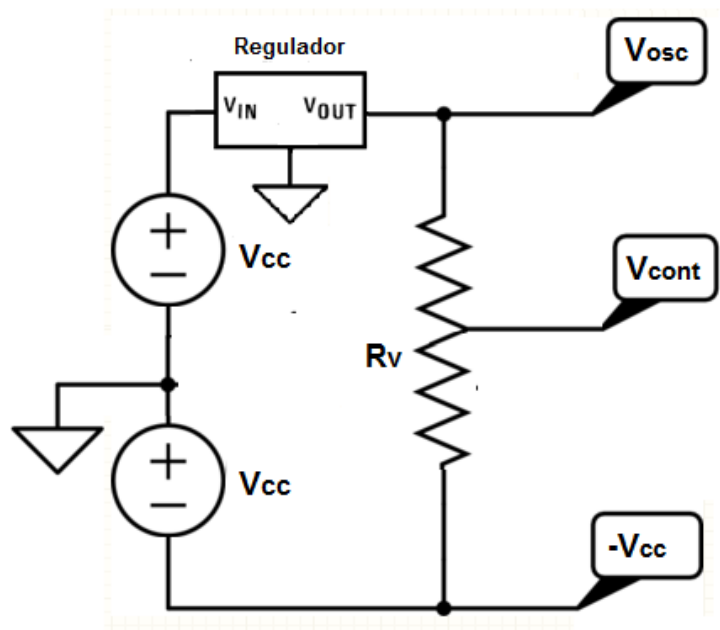 Regulador
VIN VOUT
Vosc
+
−
Vcc
Vcont
Rv
+
−
Vcc
-Vcc